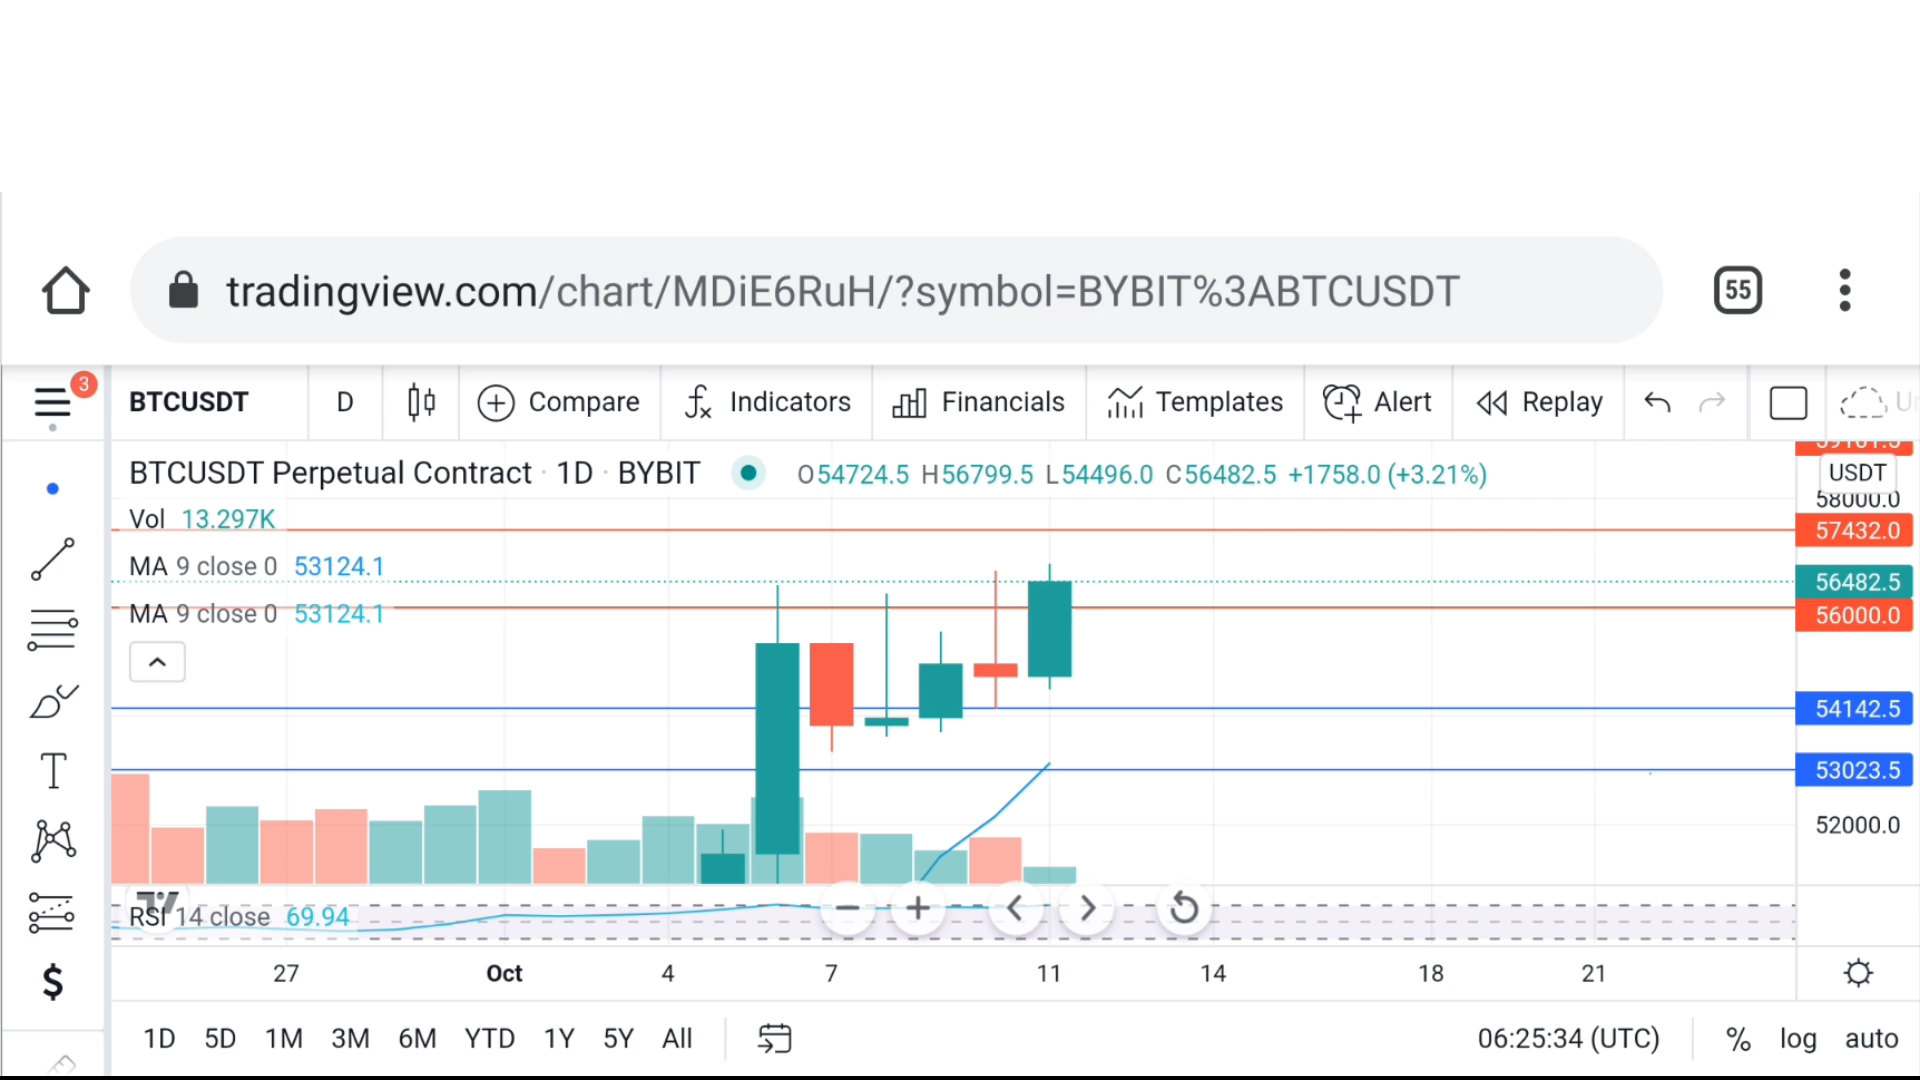 tradingview.com/chart/MDiE6RuH/?symbol=BYBIT%3ABTCUSDT
55
3
BTCUSDT D Compare Indicators Financials Templates Alert Replay
BTCUSDT Perpetual Contract · 1D · BYBIT O54724.5 H56799.5 L54496.0 C56482.5 +1758.0 (+3.21%)
USDT
58000.0
Vol 13.297K
57432.0
MA 9 close 0 53124.1
56482.5
MA 9 close 0 53124.1
56000.0
54142.5
53023.5
52000.0
RSI 14 close 69.94
27 Oct 4 7 11 14 18 21
1D 5D 1M 3M 6M YTD 1Y 5Y All
06:25:34 (UTC) % log auto